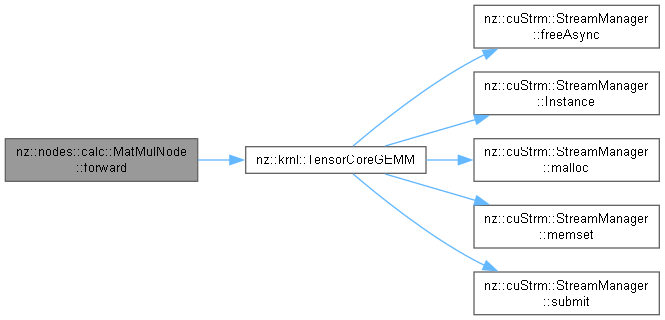 nz::nodes::calc::MatMulNode
::forward
nz::krnl::TensorCoreGEMM
nz::cuStrm::StreamManager
::freeAsync
nz::cuStrm::StreamManager
::Instance
nz::cuStrm::StreamManager
::malloc
nz::cuStrm::StreamManager
::memset
nz::cuStrm::StreamManager
::submit